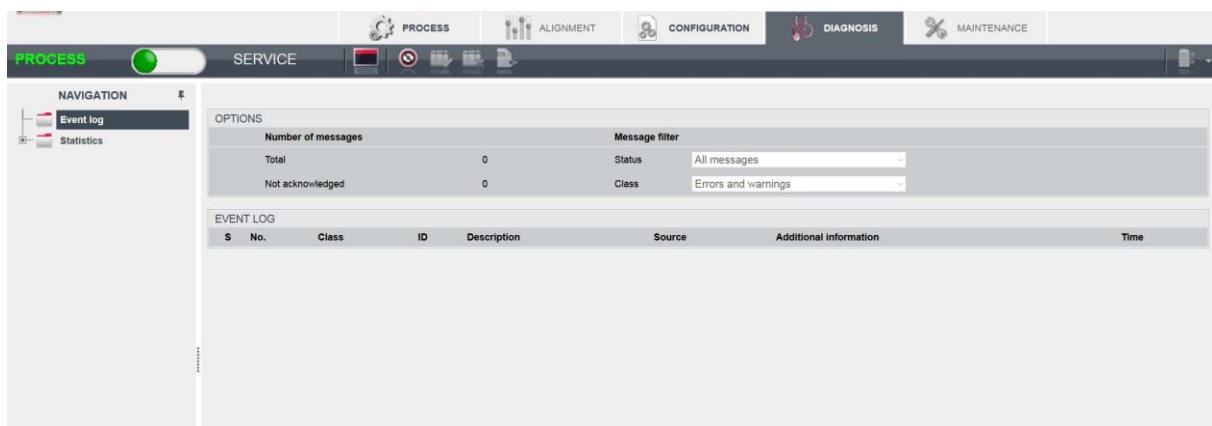 PROCESS ALIGNMENT CONFIGURATION DIAGNOSIS MAINTENANCE
PROCESS SERVICE
NAVIGATION
Event log
Statistics
OPTIONS
Number of messages Message filter
Total 0 Status All messages
Not acknowledged 0 Class Errors and warnings
EVENT LOG
S No. Class ID Description Source Additional information Time